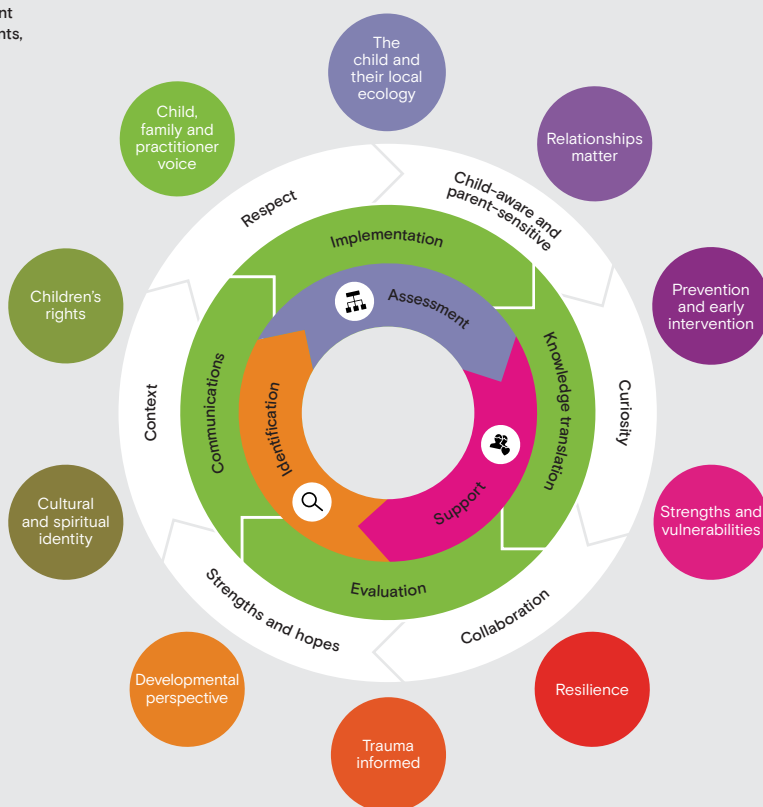 nt
nts,
The
child and
their local
ecology
Relationships
matter
Prevention
and early
intervention
Strengths and
vulnerabilities
Resilience
Trauma
informed
Developmental
perspective
Cultural
and spiritual
identity
Children's
rights
Child,
family and
practitioner
voice
Respect
Child-aware and
parent-sensitive
Curiosity
Collaboration
Strengths and hopes
Context
Implementation
Knowledge translation
Evaluation
Communications
Assessment
Support
Identification